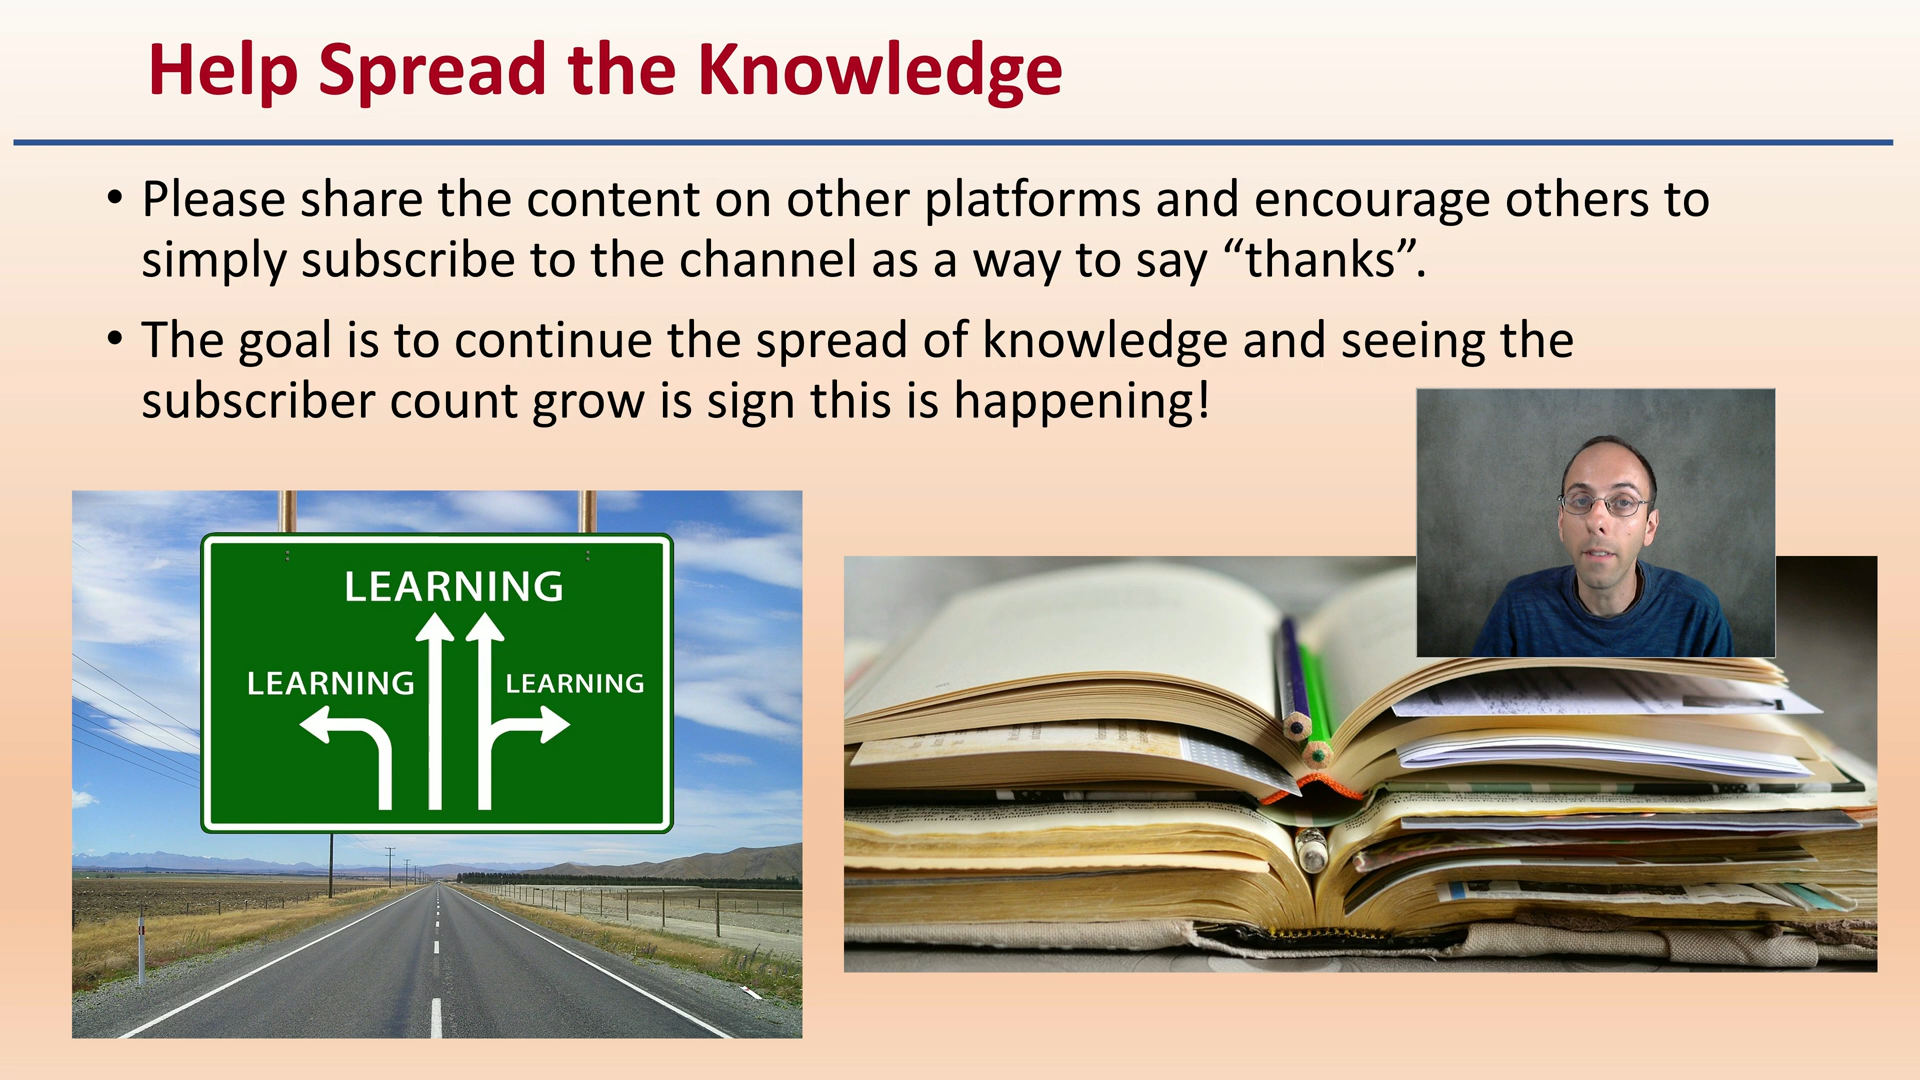 Help Spread the Knowledge
• Please share the content on other platforms and encourage others to
simply subscribe to the channel as a way to say “thanks”.
• The goal is to continue the spread of knowledge and seeing the
subscriber count grow is sign this is happening!
LEARNING
LEARNING
LEARNING